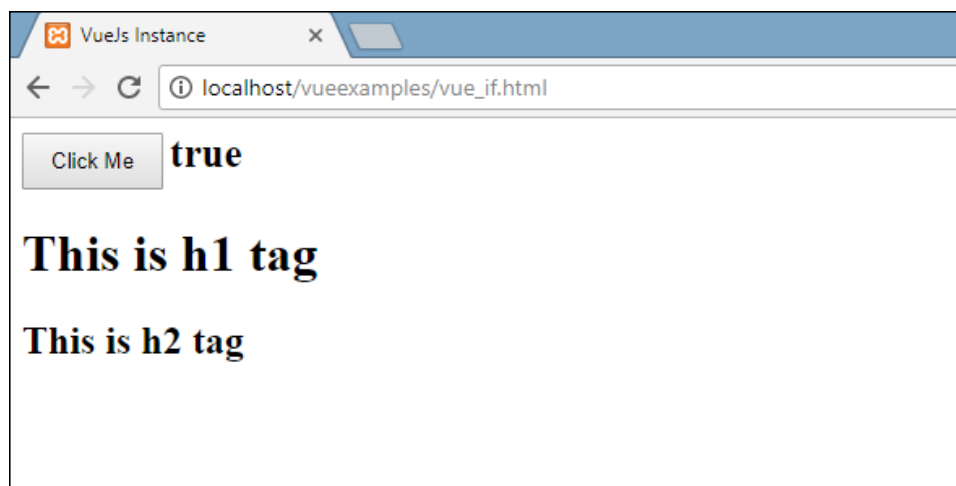 VueJs Instance
localhost/vueexamples/vue_if.html
Click Me true
This is h1 tag
This is h2 tag